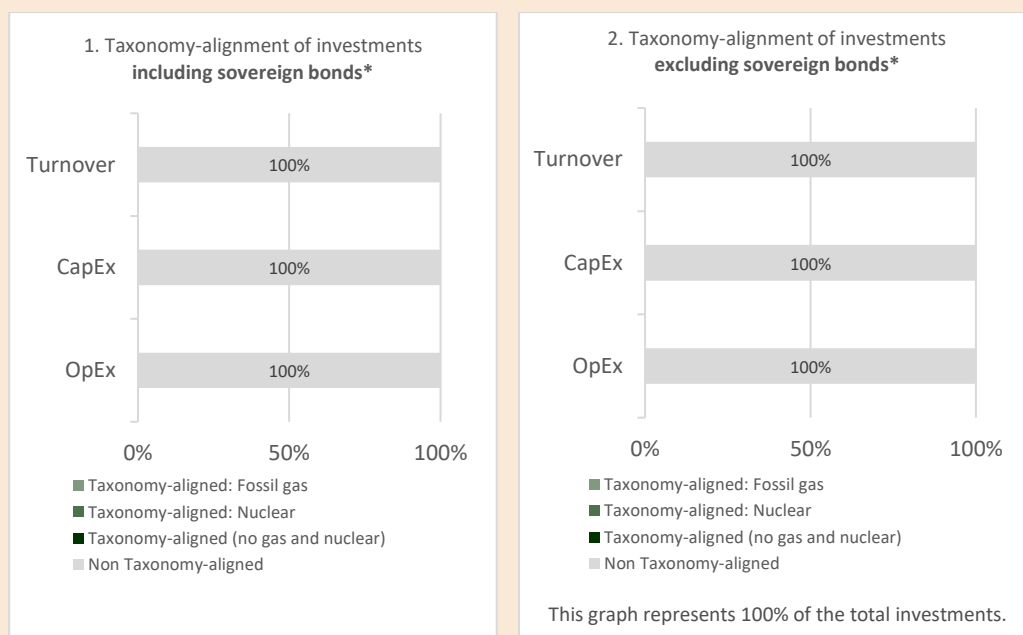 1. Taxonomy-alignment of investments
including sovereign bonds*
Turnover
100%
CapEx
100%
OpEx
100%
0% 50% 100%
Taxonomy-aligned: Fossil gas
Taxonomy-aligned: Nuclear
Taxonomy-aligned (no gas and nuclear)
Non Taxonomy-aligned
2. Taxonomy-alignment of investments
excluding sovereign bonds*
Turnover
100%
CapEx
100%
OpEx
100%
0% 50% 100%
Taxonomy-aligned: Fossil gas
Taxonomy-aligned: Nuclear
Taxonomy-aligned (no gas and nuclear)
Non Taxonomy-aligned
This graph represents 100% of the total investments.